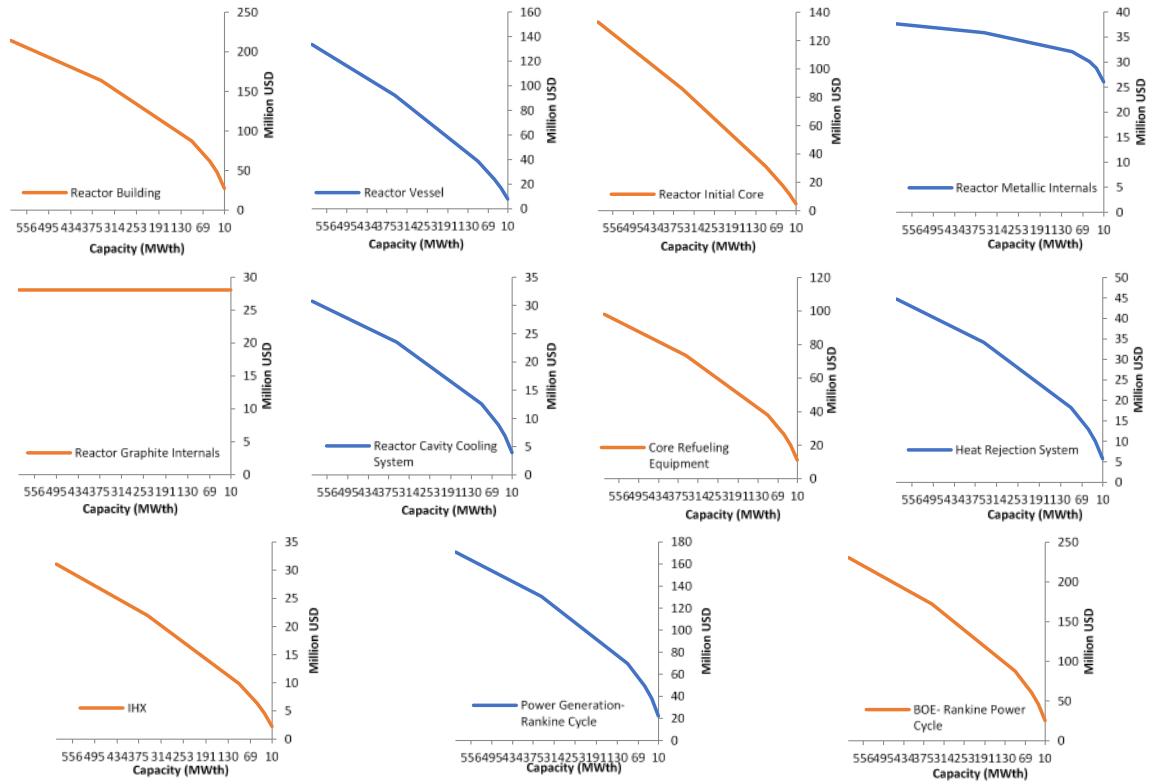 250
200
150
100
50
0
Million USD
Reactor Building
556495434375314253191130 69 10
Capacity (MWth)
160
140
120
100
80
60
40
20
0
Million USD
Reactor Vessel
556495434375314253191130 69 10
Capacity (MWth)
140
120
100
80
60
40
20
0
Million USD
Reactor Initial Core
556495434375314253191130 69 10
Capacity (MWth)
40
35
30
25
20
15
10
5
0
Million USD
Reactor Metallic Internals
556495434375314253191130 69 10
Capacity (MWth)
30
25
20
15
10
5
0
Million USD
Reactor Graphite Internals
556495434375314253191130 69 10
Capacity (MWth)
35
30
25
20
15
10
5
0
Million USD
Reactor Cavity Cooling
System
556495434375314253191130 69 10
Capacity (MWth)
120
100
80
60
40
20
0
Million USD
Core Refueling
Equipment
556495434375314253191130 69 10
Capacity (MWth)
50
45
40
35
30
25
20
15
10
5
0
Million USD
Heat Rejection System
556495434375314253191130 69 10
Capacity (MWth)
35
30
25
20
15
10
5
0
Million USD
IHX
556495434375314253191130 69 10
Capacity (MWth)
180
160
140
120
100
80
60
40
20
Million USD
Power Generation-
Rankine Cycle
556495434375314253191130 69 10
Capacity (MWth)
250
200
150
100
50
0
Million USD
BOE- Rankine Power
Cycle
556495434375314253191130 69 10
Capacity (MWth)